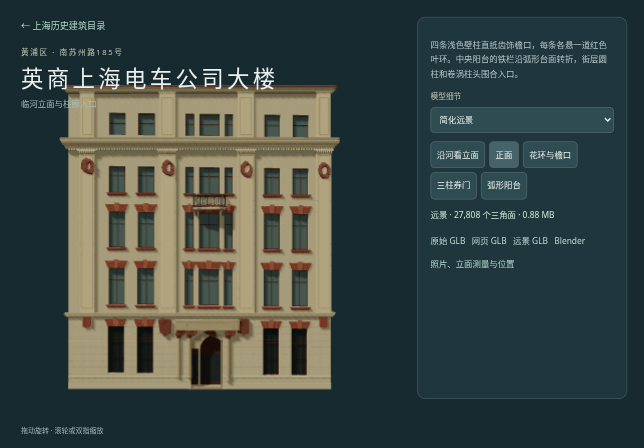 ← 上海历史建筑目录
黄浦区 · 南苏州路185号
英商上海电车公司大楼
临河立面与柱廊入口
拖动旋转 · 滚轮或双指缩放
四条浅色壁柱直抵齿饰檐口，每条各悬一道红色
叶环。中央阳台的铁栏沿弧形台面转折，街层圆
柱和卷涡柱头围合入口。
模型细节
简化远景
沿河看立面 正面 花环与檐口
三柱券门 弧形阳台
远景 · 27,808 个三角面 · 0.88 MB
原始 GLB 网页 GLB 远景 GLB Blender
照片、立面测量与位置